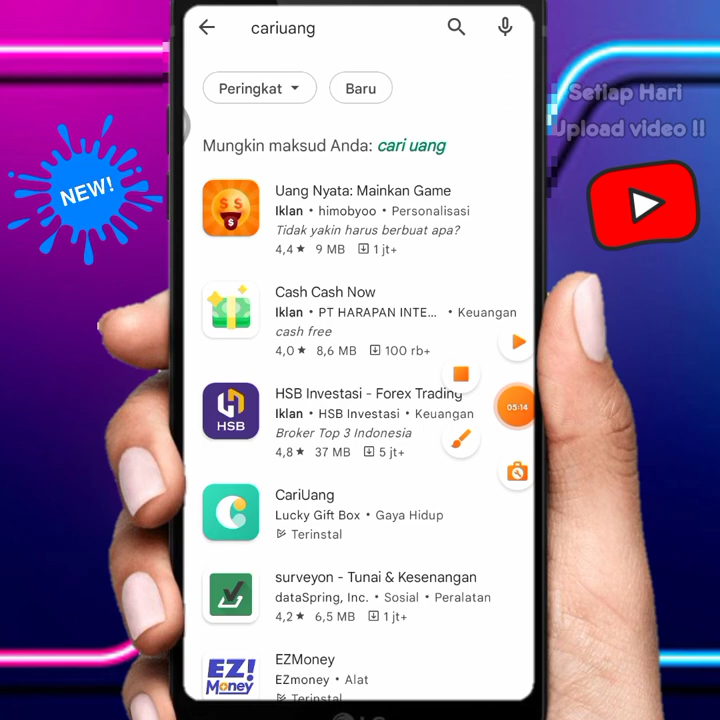 cariuang
Peringkat
Baru
Setiap Hari
Upload video !!
Mungkin maksud Anda: cari uang
NEW!
Uang Nyata: Mainkan Game
Iklan • himobyoo • Personalisasi
Tidak yakin harus berbuat apa?
4,4 ★ 9 MB 1 jt+
Cash Cash Now
Iklan • PT HARAPAN INTE... • Keuangan
cash free
4,0 ★ 8,6 MB 100 rb+
HSB Investasi - Forex Trading
Iklan • HSB Investasi • Keuangan
Broker Top 3 Indonesia
4,8 ★ 37 MB 5 jt+
HSB
05:14
CariUang
Lucky Gift Box • Gaya Hidup
Terinstal
surveyon - Tunai & Kesenangan
dataSpring, Inc. • Sosial • Peralatan
4,2 ★ 6,5 MB 1 jt+
EZMoney
EZmoney • Alat
Terinstal
EZ!
Money
LG